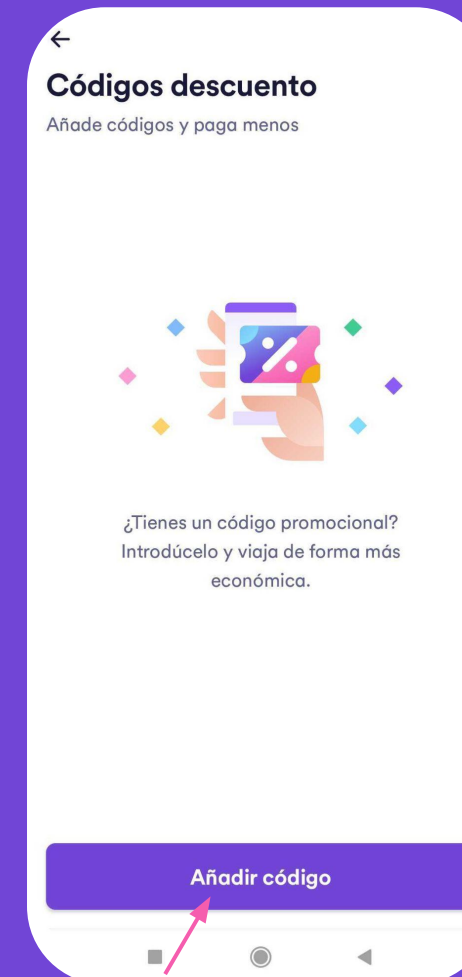 Códigos descuento
Añade códigos y paga menos
¿Tienes un código promocional?
Introdúcelo y viaja de forma más
económica.
Añadir código